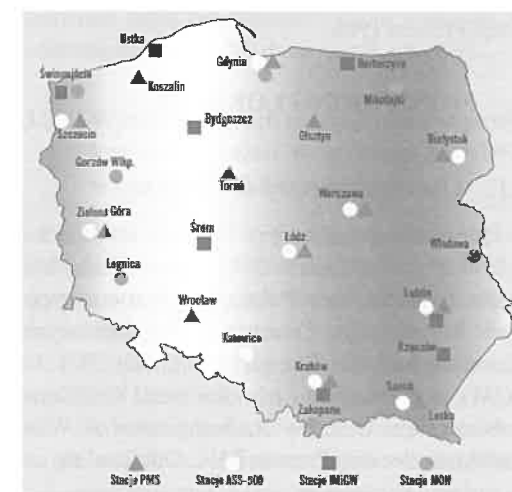 Ustka
Koszalin
Gdynia
Mikołajki
Świnoujście
Szczecin
Bydgoszcz
Olsztyn
Białystok
Gorzów Wlkp.
Toruń
Warszawa
Zielona Góra
Śrem
Łódź
Włodawa
Legnica
Wrocław
Lublin
Katowice
Rzeszów
Kraków
Zakopane
Sanok
Lesko
Stacje PMS Stacje ASS-500 Stacje IMiGW Stacje MON